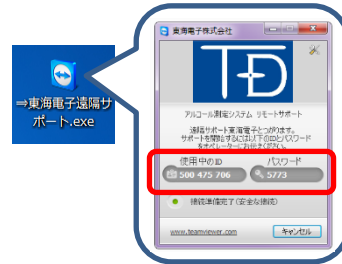 ⇒東海電子遠隔サ
ポート.exe
東海電子株式会社
TD
アルコール測定システム リモートサポート
遠隔サポート東海電子とつながります。
サポートを開始するには以下のIDとパスワード
をオペレーターにお伝えください。
使用中のID
パスワード
500 475 706
5773
接続準備完了(安全な接続)
www.teamviewer.com
キャンセル